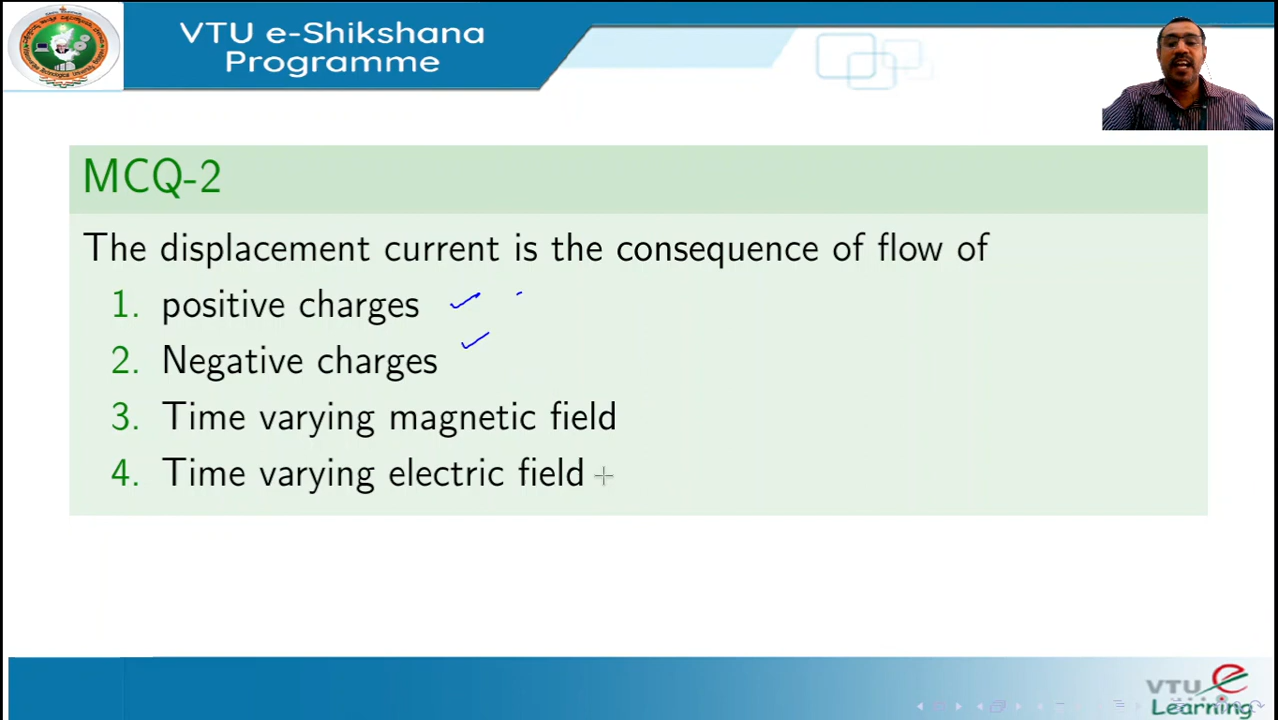 VTU e-Shikshana
Programme
MCQ-2
The displacement current is the consequence of flow of
1. positive charges
2. Negative charges
3. Time varying magnetic field
4. Time varying electric field
VTU e
Learning